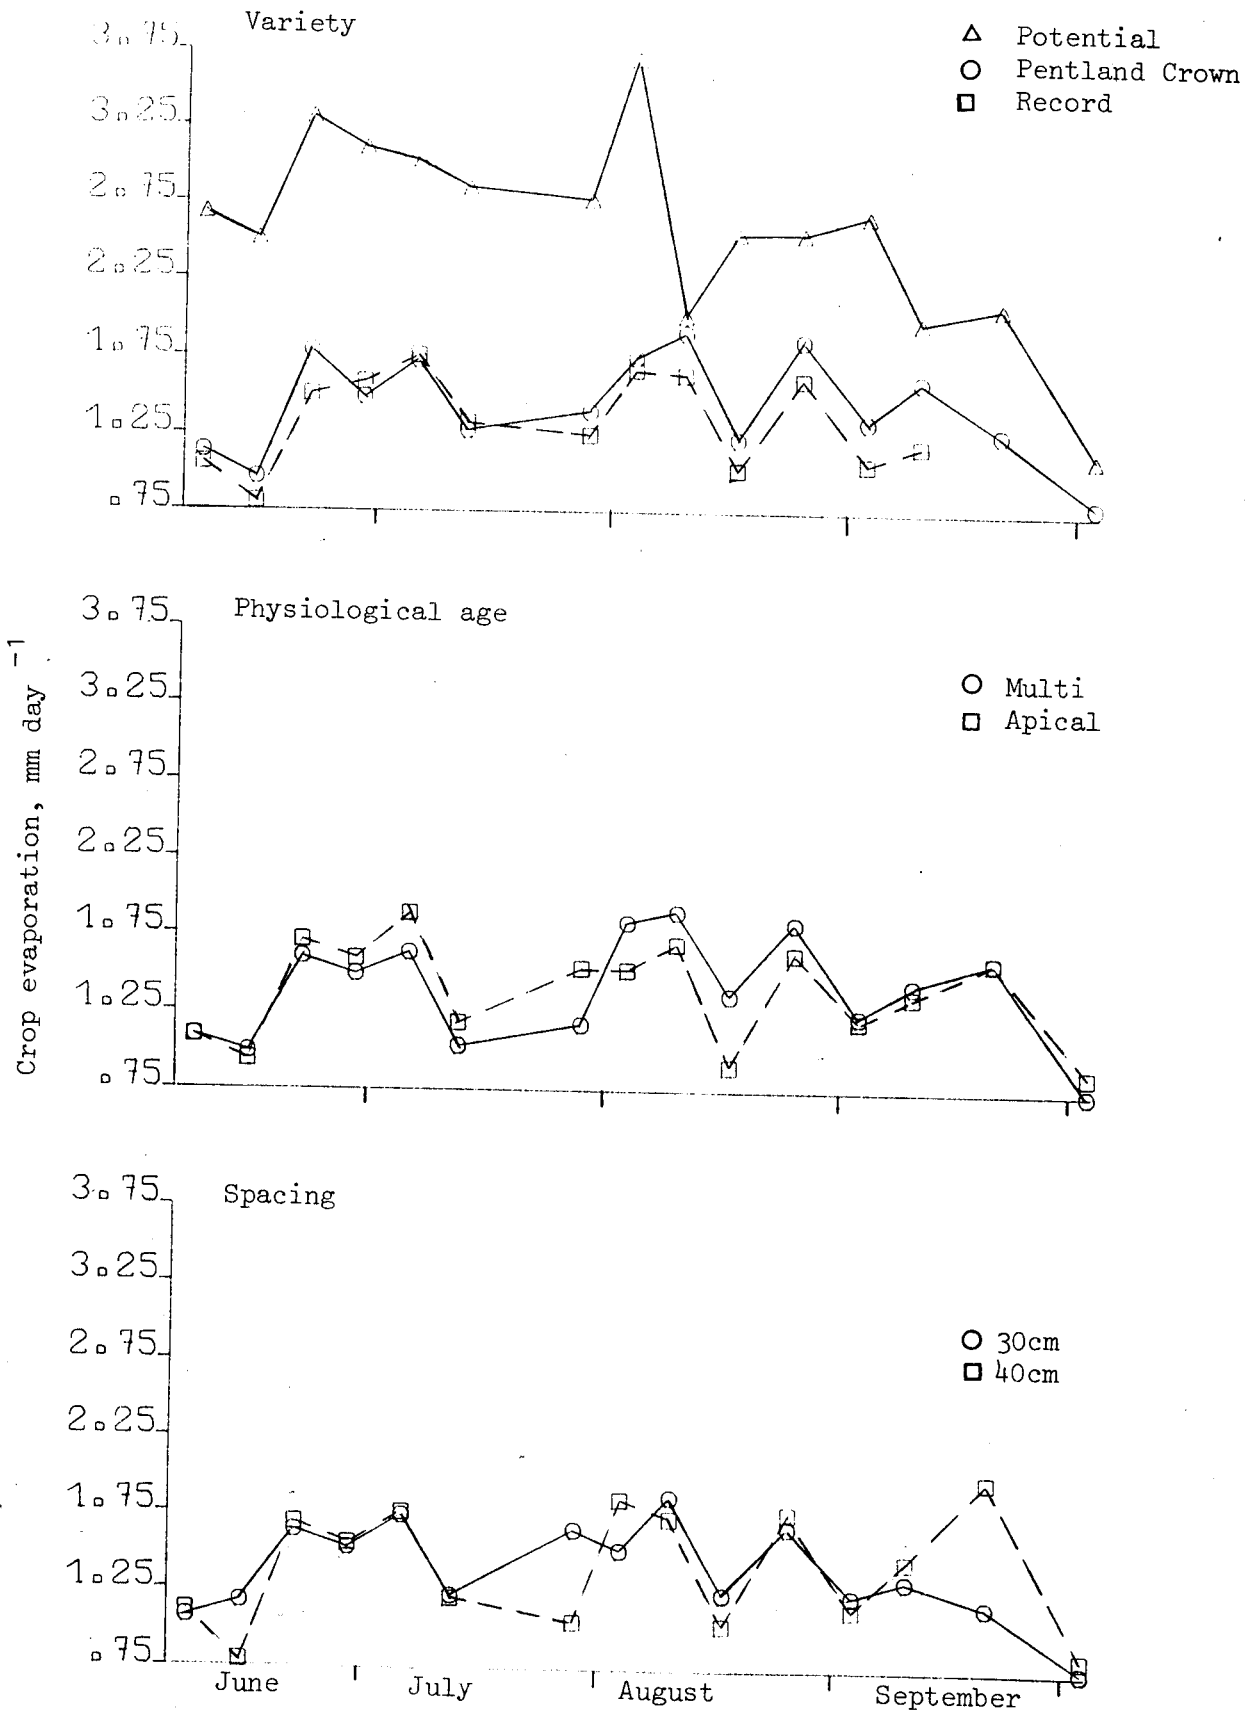 Variety
△ Potential
○ Pentland Crown
□ Record
3.75
3.25
2.75
2.25
1.75
1.25
.75
Crop evaporation, mm day ⁻¹
Physiological age
○ Multi
□ Apical
3.75
3.25
2.75
2.25
1.75
1.25
.75
Spacing
○ 30cm
□ 40cm
3.75
3.25
2.75
2.25
1.75
1.25
.75
June July August September